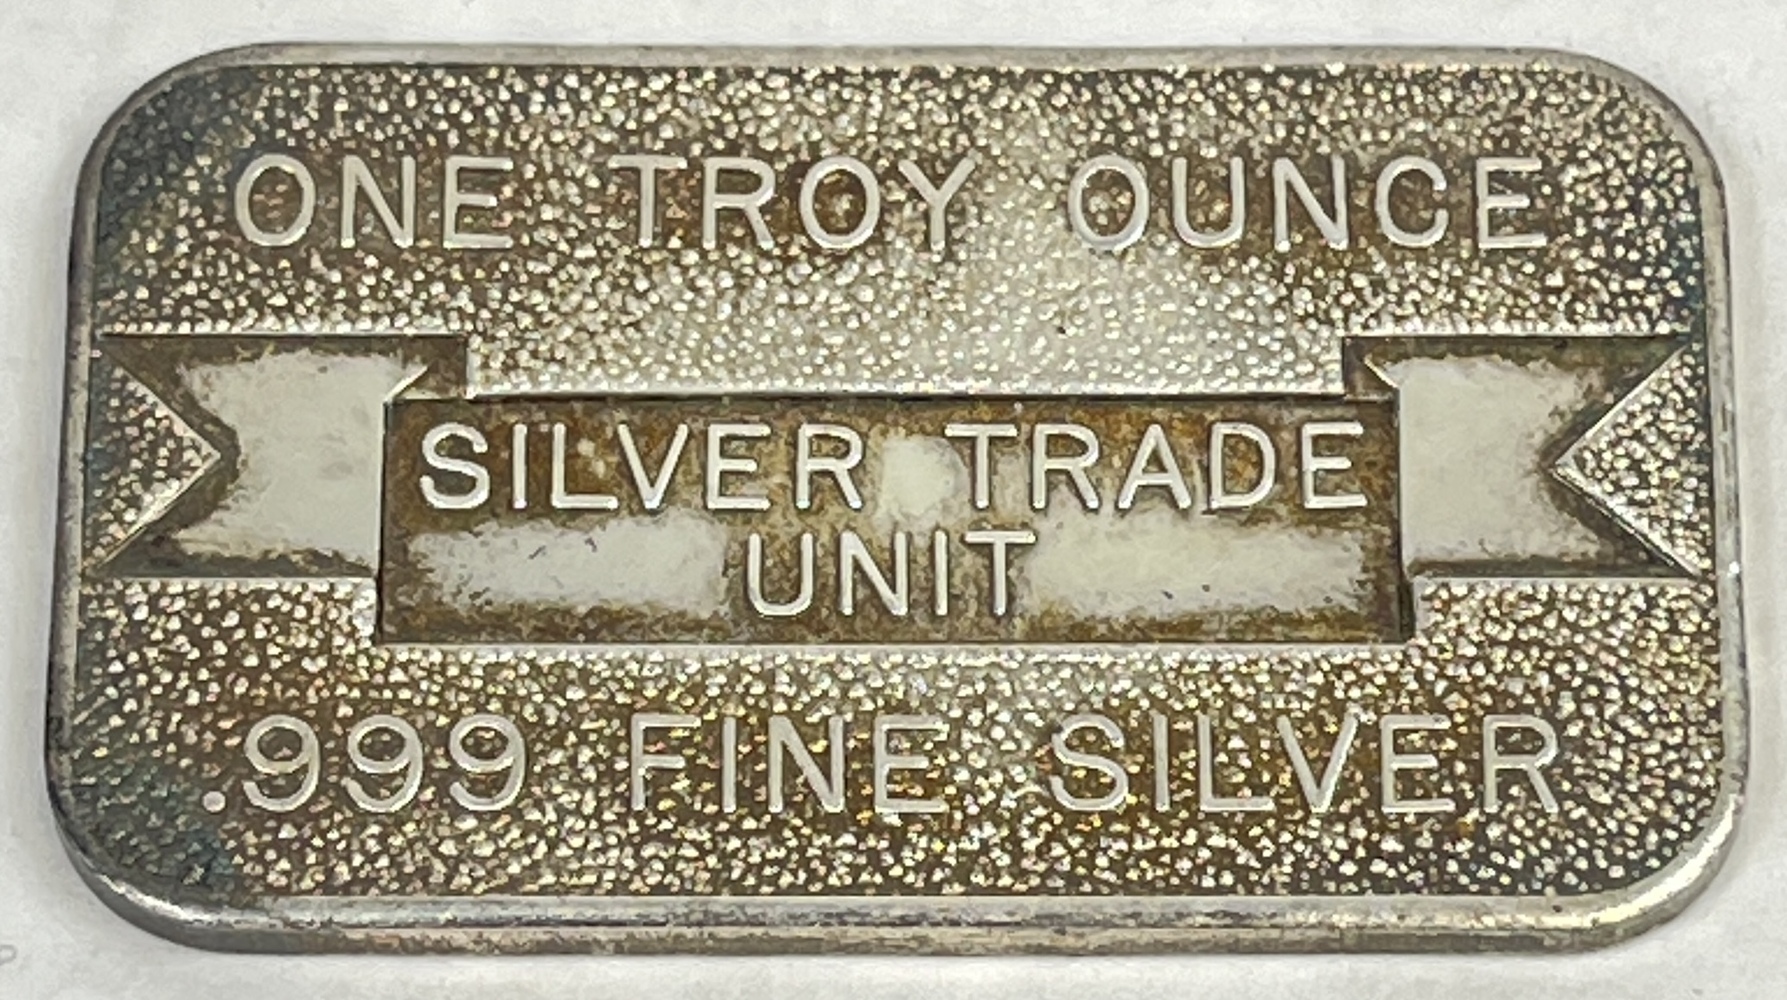 ONE TROY OUNCE
SILVER TRADE
UNIT
.999 FINE SILVER